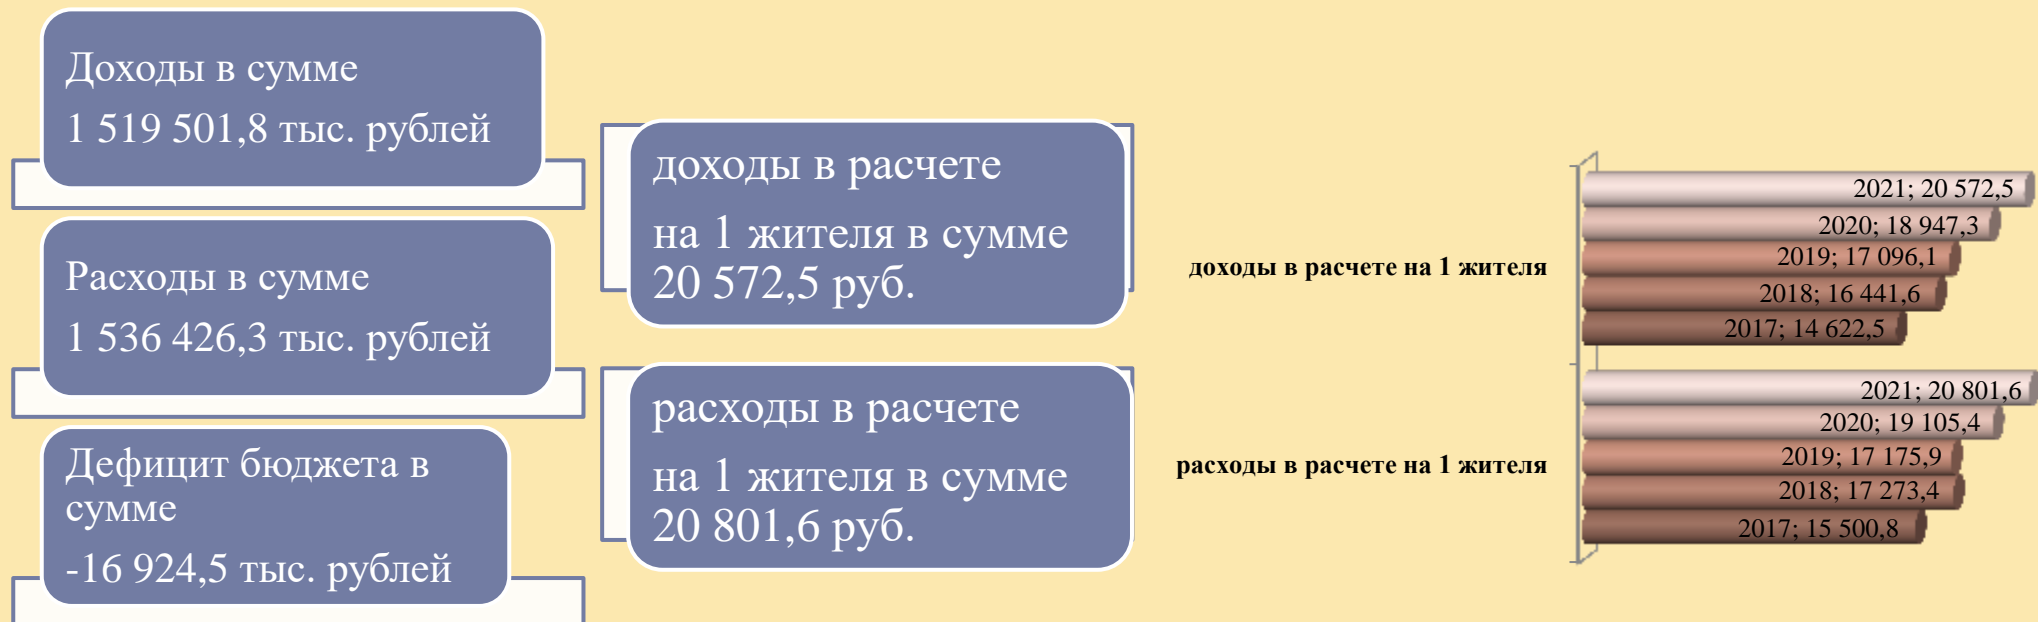 Доходы в сумме
1 519 501,8 тыс. рублей
Расходы в сумме
1 536 426,3 тыс. рублей
Дефицит бюджета в
сумме
-16 924,5 тыс. рублей
доходы в расчете
на 1 жителя в сумме
20 572,5 руб.
расходы в расчете
на 1 жителя в сумме
20 801,6 руб.
доходы в расчете на 1 жителя
2021; 20 572,5
2020; 18 947,3
2019; 17 096,1
2018; 16 441,6
2017; 14 622,5
расходы в расчете на 1 жителя
2021; 20 801,6
2020; 19 105,4
2019; 17 175,9
2018; 17 273,4
2017; 15 500,8